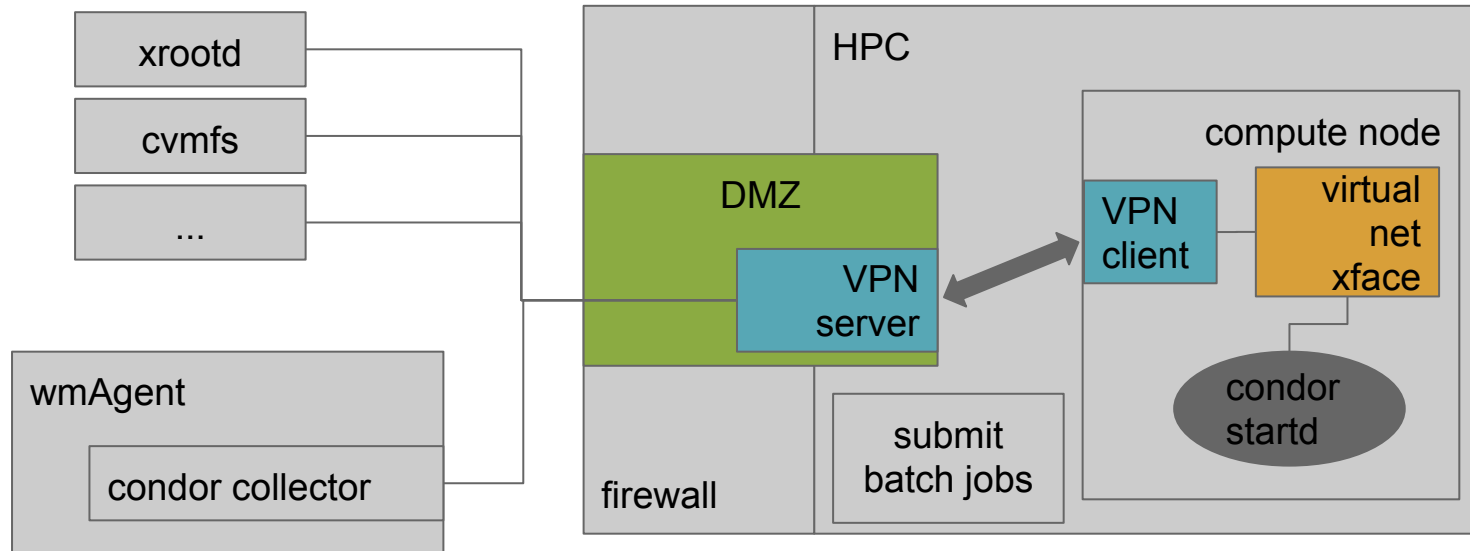 xrootd
cvmfs
...
wmAgent
condor collector
firewall
DMZ
VPN
server
HPC
submit
batch jobs
compute node
VPN
client
virtual
net
xface
condor
startd